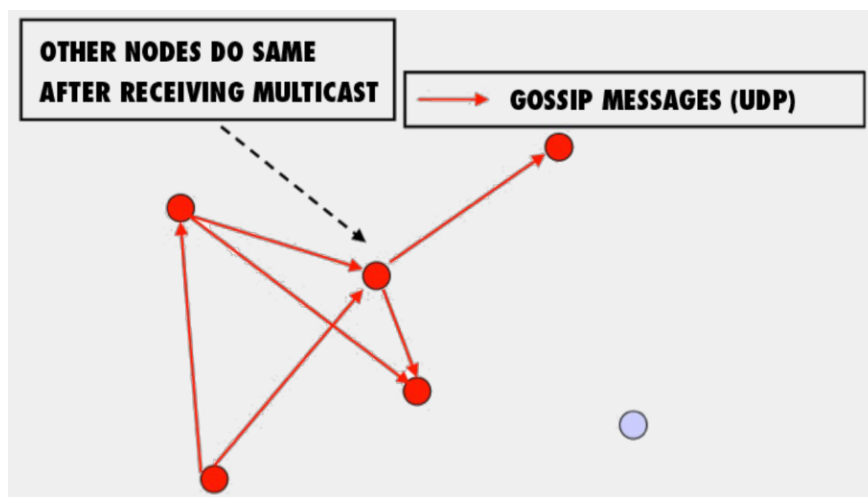 OTHER NODES DO SAME
AFTER RECEIVING MULTICAST
GOSSIP MESSAGES (UDP)